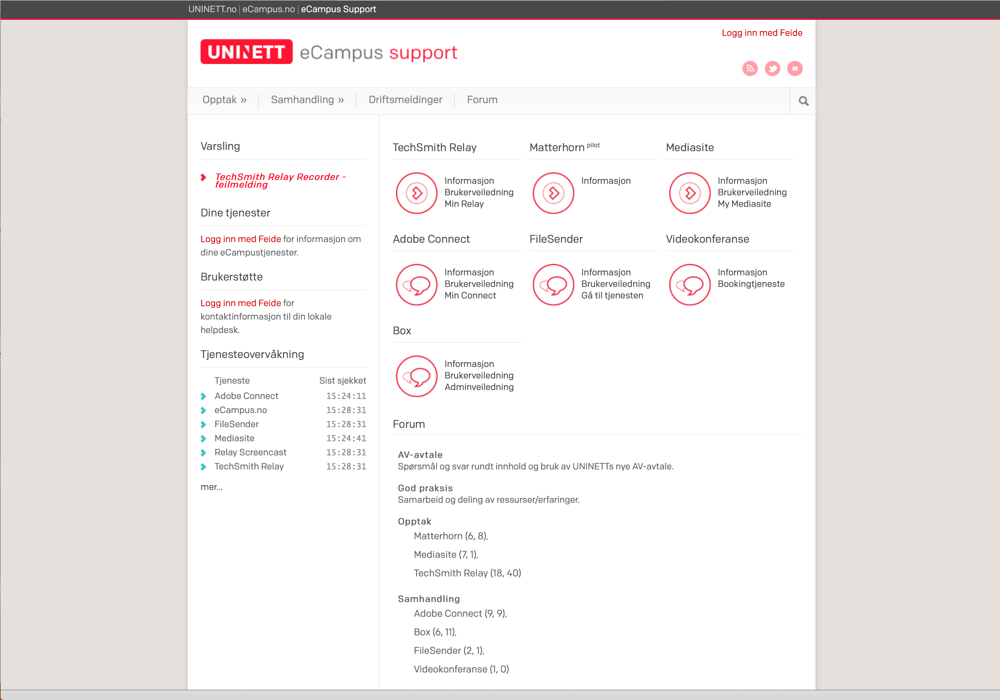 UNINETT.no | eCampus.no | eCampus Support
Logg inn med Feide
UNINETT eCampus support
Opptak »
Samhandling »
Driftsmeldinger
Forum
Varsling
TechSmith Relay Recorder -
feilmelding
Dine tjenester
Logg inn med Feide for informasjon om
dine eCampustjenester.
Brukerstøtte
Logg inn med Feide for
kontaktinformasjon til din lokale
helpdesk.
Tjenesteovervåkning
Tjeneste Sist sjekket
Adobe Connect 15:24:11
eCampus.no 15:28:31
FileSender 15:28:31
Mediasite 15:24:41
Relay Screencast 15:28:31
TechSmith Relay 15:28:31
mer...
TechSmith Relay
Informasjon
Brukerveiledning
Min Relay
Matterhorn pilot
Informasjon
Mediasite
Informasjon
Brukerveiledning
My Mediasite
Adobe Connect
Informasjon
Brukerveiledning
Min Connect
FileSender
Informasjon
Brukerveiledning
Gå til tjenesten
Videokonferanse
Informasjon
Bookingtjeneste
Box
Informasjon
Brukerveiledning
Adminveiledning
Forum
AV-avtale
Spørsmål og svar rundt innhold og bruk av UNINETTs nye AV-avtale.
God praksis
Samarbeid og deling av ressurser/erfaringer.
Opptak
Matterhorn (6, 8),
Mediasite (7, 1),
TechSmith Relay (18, 40)
Samhandling
Adobe Connect (9, 9),
Box (6, 11),
FileSender (2, 1),
Videokonferanse (1, 0)